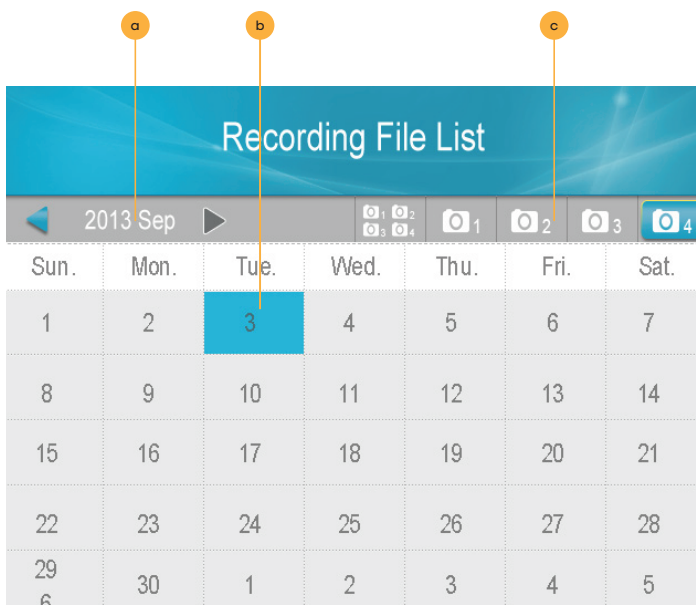 a b c
Recording File List
2013 Sep 1 2 3 4 1 2 3 4
Sun. Mon. Tue. Wed. Thu. Fri. Sat.
1 2 3 4 5 6 7
8 9 10 11 12 13 14
15 16 17 18 19 20 21
22 23 24 25 26 27 28
29 30 1 2 3 4 5
6